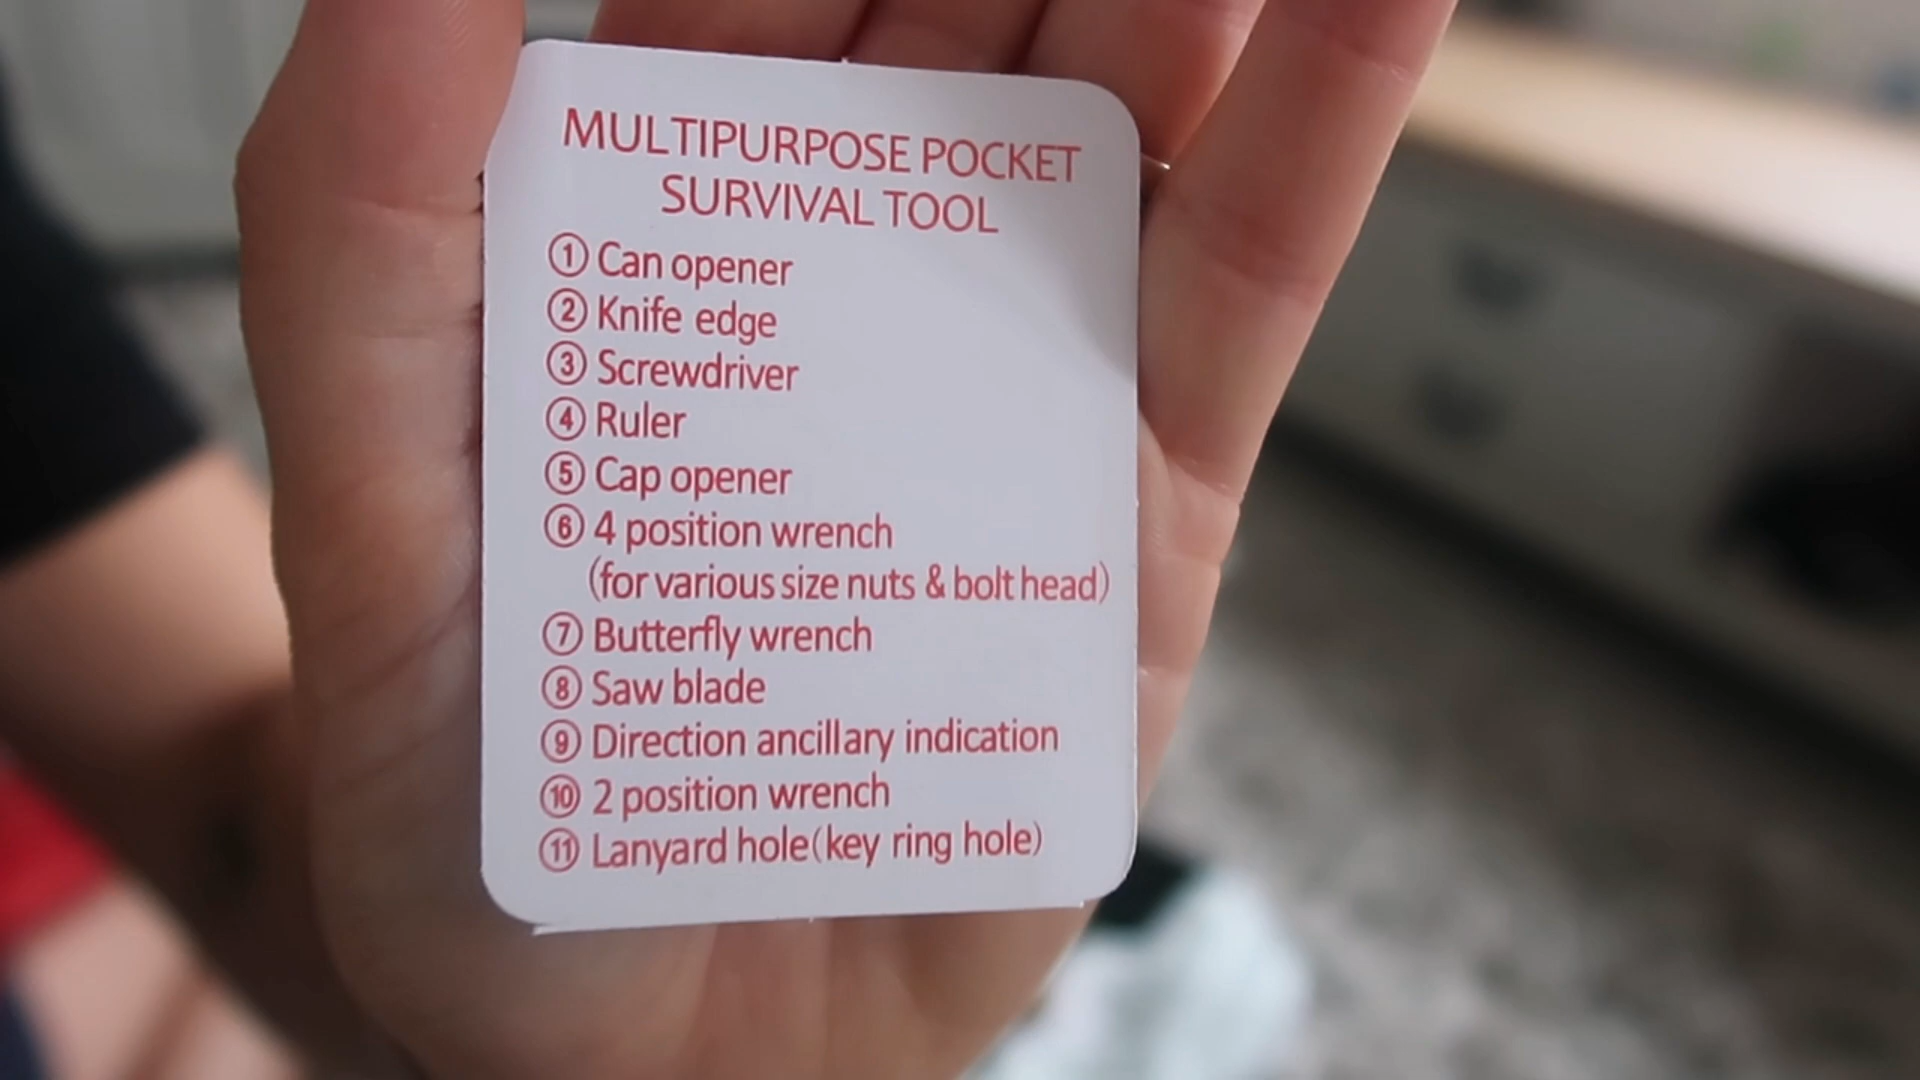 MULTIPURPOSE POCKET
SURVIVAL TOOL
① Can opener
② Knife edge
③ Screwdriver
④ Ruler
⑤ Cap opener
⑥ 4 position wrench
(for various size nuts & bolt head)
⑦ Butterfly wrench
⑧ Saw blade
⑨ Direction ancillary indication
⑩ 2 position wrench
⑪ Lanyard hole(key ring hole)